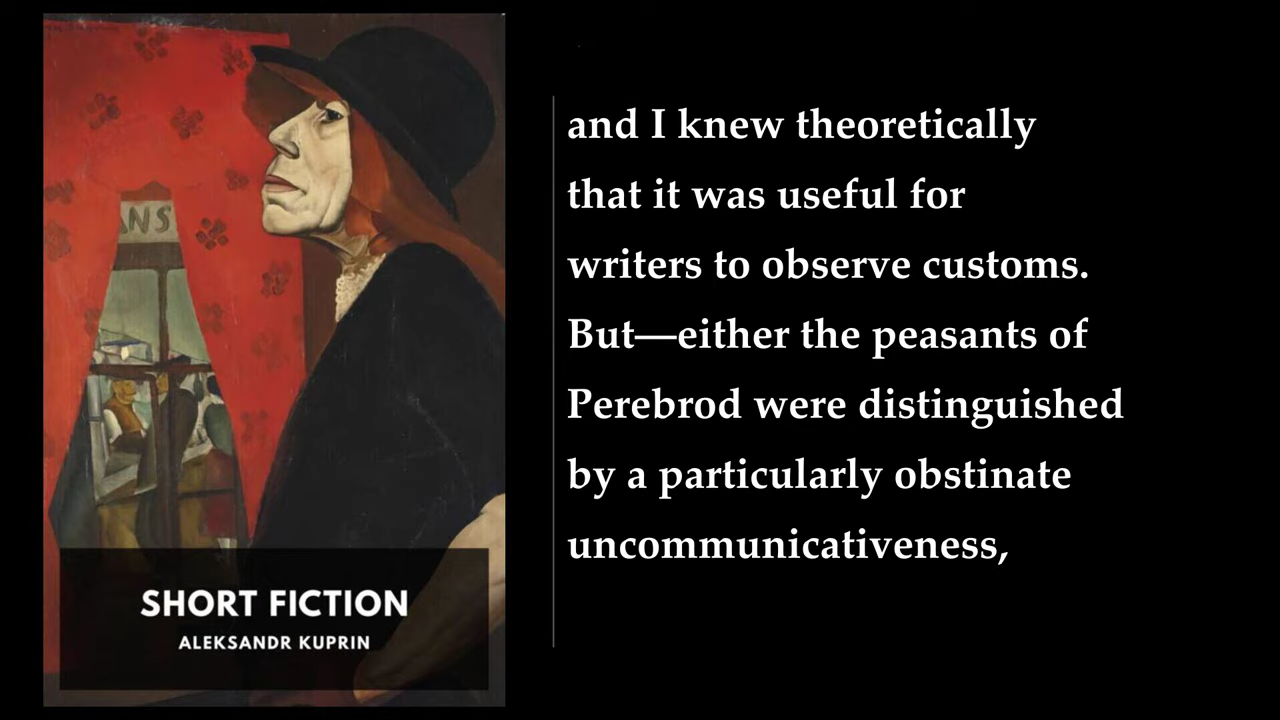 ANS
SHORT FICTION
ALEKSANDR KUPRIN
and I knew theoretically
that it was useful for
writers to observe customs.
But—either the peasants of
Perebrod were distinguished
by a particularly obstinate
uncommunicativeness,